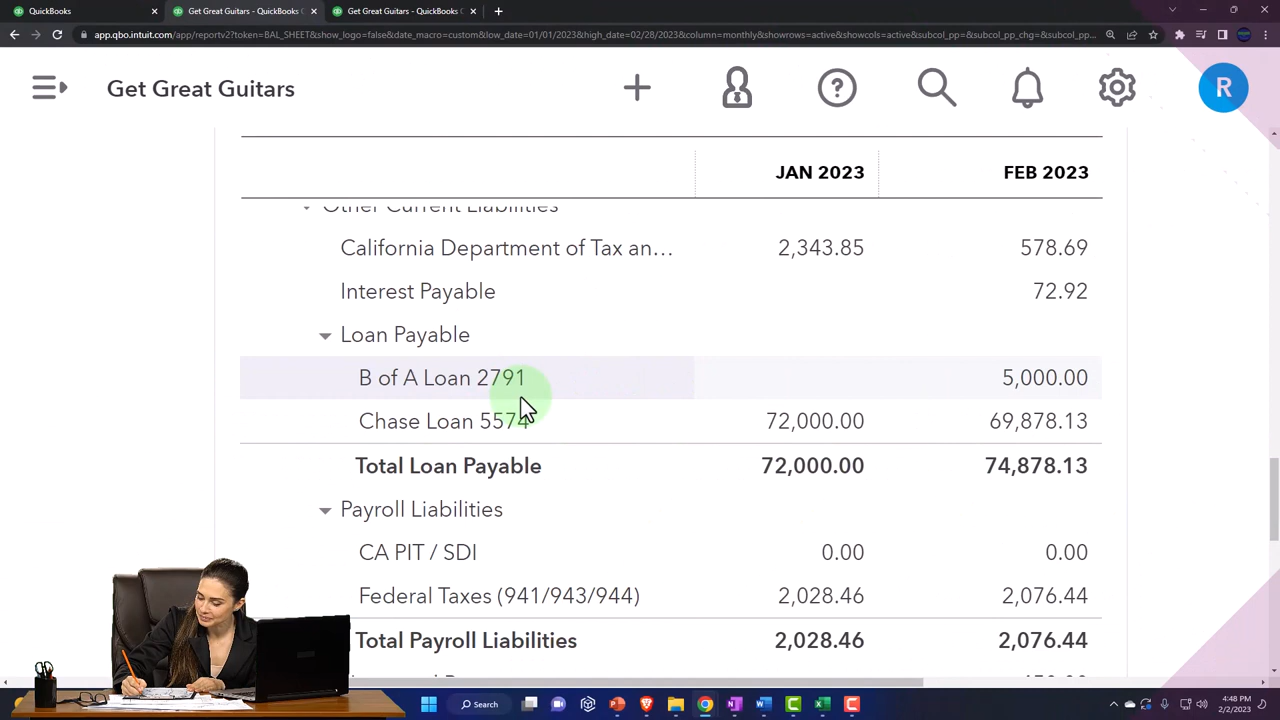 QuickBooks
Get Great Guitars - QuickBooks
Get Great Guitars - QuickBooks
app.qbo.intuit.com/app/reportv2?token=BAL_SHEET&show_logo=false&date_macro=custom&low_date=01/01/2023&high_date=02/28/2023&column=monthly&showrows=active&showcols=active&subcol_pp=&subcol_pp_chg=&subcol_pp...
Get Great Guitars
R
JAN 2023 FEB 2023
Other Current Liabilities
California Department of Tax an... 2,343.85 578.69
Interest Payable 72.92
Loan Payable
B of A Loan 2791 5,000.00
Chase Loan 5574 72,000.00 69,878.13
Total Loan Payable 72,000.00 74,878.13
Payroll Liabilities
CA PIT / SDI 0.00 0.00
Federal Taxes (941/943/944) 2,028.46 2,076.44
Total Payroll Liabilities 2,028.46 2,076.44
Search
4:48 PM
2/2/2023